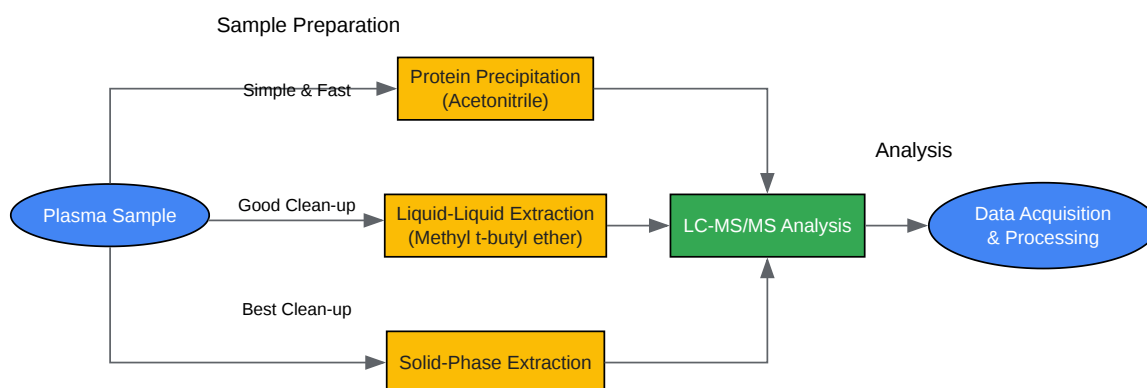 Sample Preparation
Simple & Fast
Protein Precipitation
(Acetonitrile)
Analysis
Plasma Sample
Good Clean-up
Liquid-Liquid Extraction
(Methyl t-butyl ether)
LC-MS/MS Analysis
Data Acquisition
& Processing
Best Clean-up
Solid-Phase Extraction